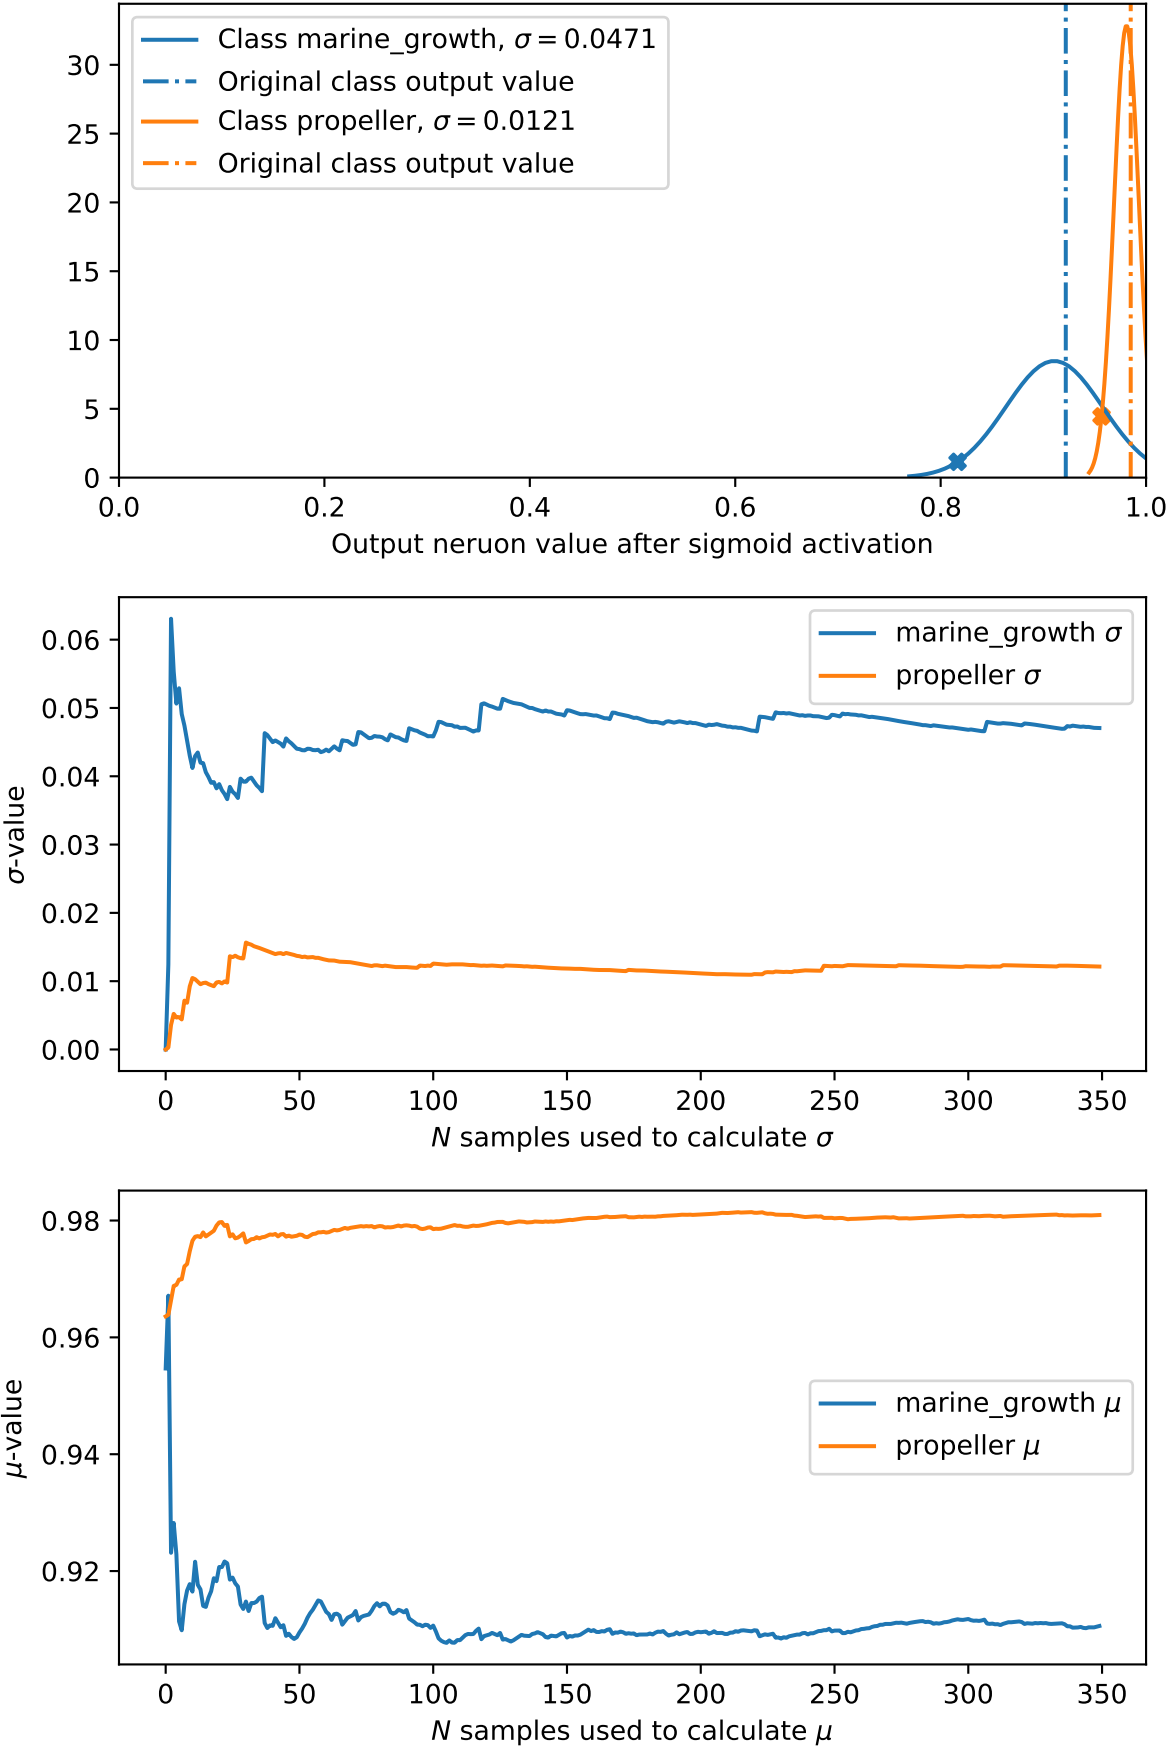 Class marine_growth, σ = 0.0471
Original class output value
Class propeller, σ = 0.0121
Original class output value
30
25
20
15
10
5
0
0.0 0.2 0.4 0.6 0.8 1.0
Output neruon value after sigmoid activation
marine_growth σ
propeller σ
0.06
0.05
0.04
0.03
0.02
0.01
0.00
σ-value
0 50 100 150 200 250 300 350
N samples used to calculate σ
0.98
0.96
0.94
0.92
μ-value
marine_growth μ
propeller μ
0 50 100 150 200 250 300 350
N samples used to calculate μ